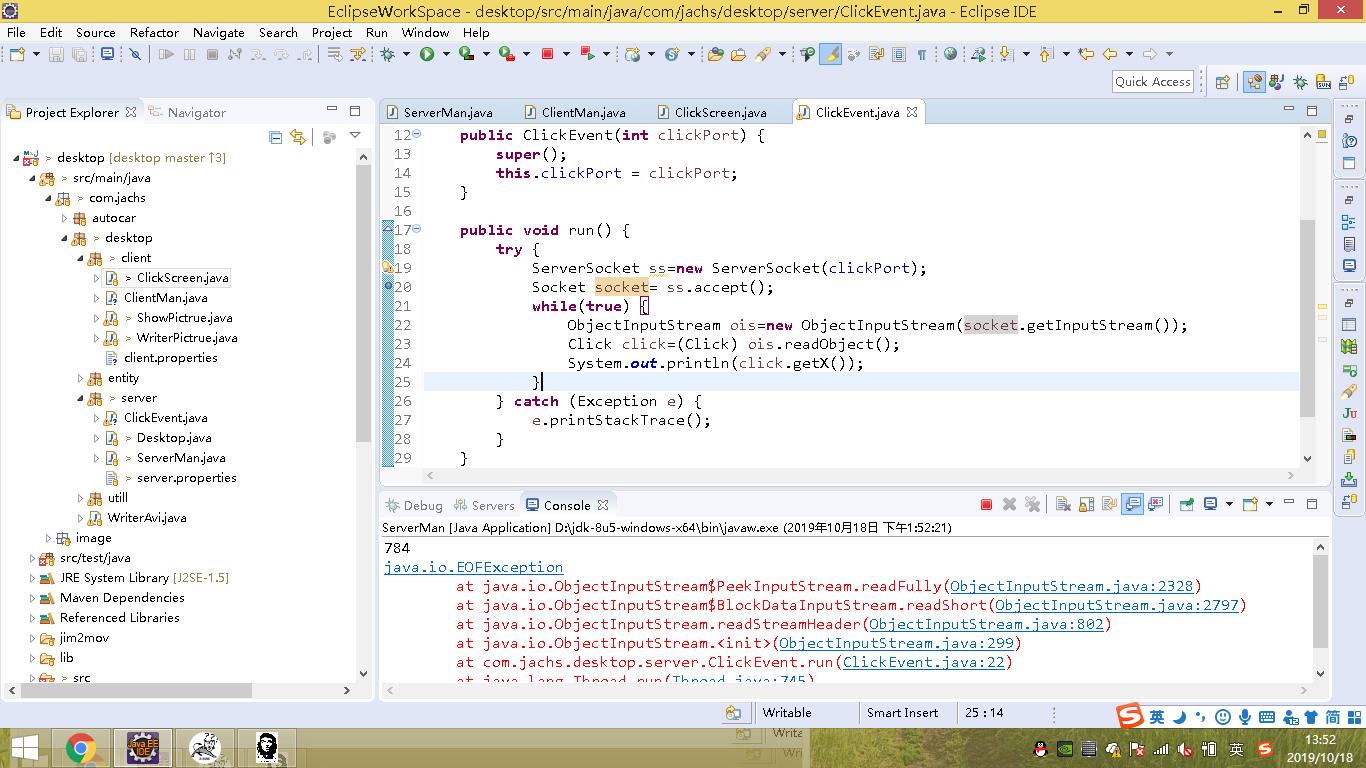 EclipseWorkSpace - desktop/src/main/java/com/jachs/desktop/server/ClickEvent.java - Eclipse IDE
File Edit Source Refactor Navigate Search Project Run Window Help
Quick Access
Project Explorer Navigator
> desktop [desktop master ↑3]
> src/main/java
> com.jachs
autocar
> desktop
> client
> ClickScreen.java
ClientMan.java
> ShowPictrue.java
> WriterPictrue.java
client.properties
entity
> server
ClickEvent.java
> Desktop.java
> ServerMan.java
> server.properties
utill
WriterAvi.java
image
src/test/java
JRE System Library [J2SE-1.5]
Maven Dependencies
Referenced Libraries
jim2mov
lib
> src
ServerMan.java ClientMan.java ClickScreen.java ClickEvent.java
12 public ClickEvent(int clickPort) {
13 super();
14 this.clickPort = clickPort;
15 }
16
17 public void run() {
18 try {
19 ServerSocket ss=new ServerSocket(clickPort);
20 Socket socket= ss.accept();
21 while(true) {
22 ObjectInputStream ois=new ObjectInputStream(socket.getInputStream());
23 Click click=(Click) ois.readObject();
24 System.out.println(click.getX());
25 }
26 } catch (Exception e) {
27 e.printStackTrace();
28 }
29 }
Debug Servers Console
ServerMan [Java Application] D:\jdk-8u5-windows-x64\bin\javaw.exe (2019年10月18日 下午1:52:21)
784
java.io.EOFException
at java.io.ObjectInputStream$PeekInputStream.readFully(ObjectInputStream.java:2328)
at java.io.ObjectInputStream$BlockDataInputStream.readShort(ObjectInputStream.java:2797)
at java.io.ObjectInputStream.readStreamHeader(ObjectInputStream.java:802)
at java.io.ObjectInputStream.<init>(ObjectInputStream.java:299)
at com.jachs.desktop.server.ClickEvent.run(ClickEvent.java:22)
at java.lang.Thread.run(Thread.java:745)
Writable Smart Insert 25 : 14
英 简
Java EE IDE
英
13:52
2019/10/18